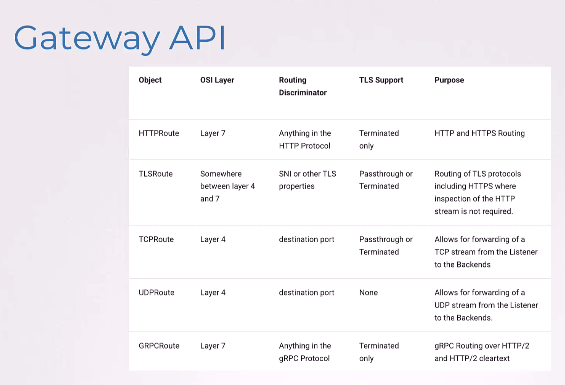 Gateway API
Object OSI Layer Routing Discriminator TLS Support Purpose
HTTPRoute Layer 7 Anything in the HTTP Protocol Terminated only HTTP and HTTPS Routing
TLSRoute Somewhere between layer 4 and 7 SNI or other TLS properties Passthrough or Terminated Routing of TLS protocols including HTTPS where inspection of the HTTP stream is not required.
TCPRoute Layer 4 destination port Passthrough or Terminated Allows for forwarding of a TCP stream from the Listener to the Backends
UDPRoute Layer 4 destination port None Allows for forwarding of a UDP stream from the Listener to the Backends.
GRPCRoute Layer 7 Anything in the gRPC Protocol Terminated only gRPC Routing over HTTP/2 and HTTP/2 cleartext